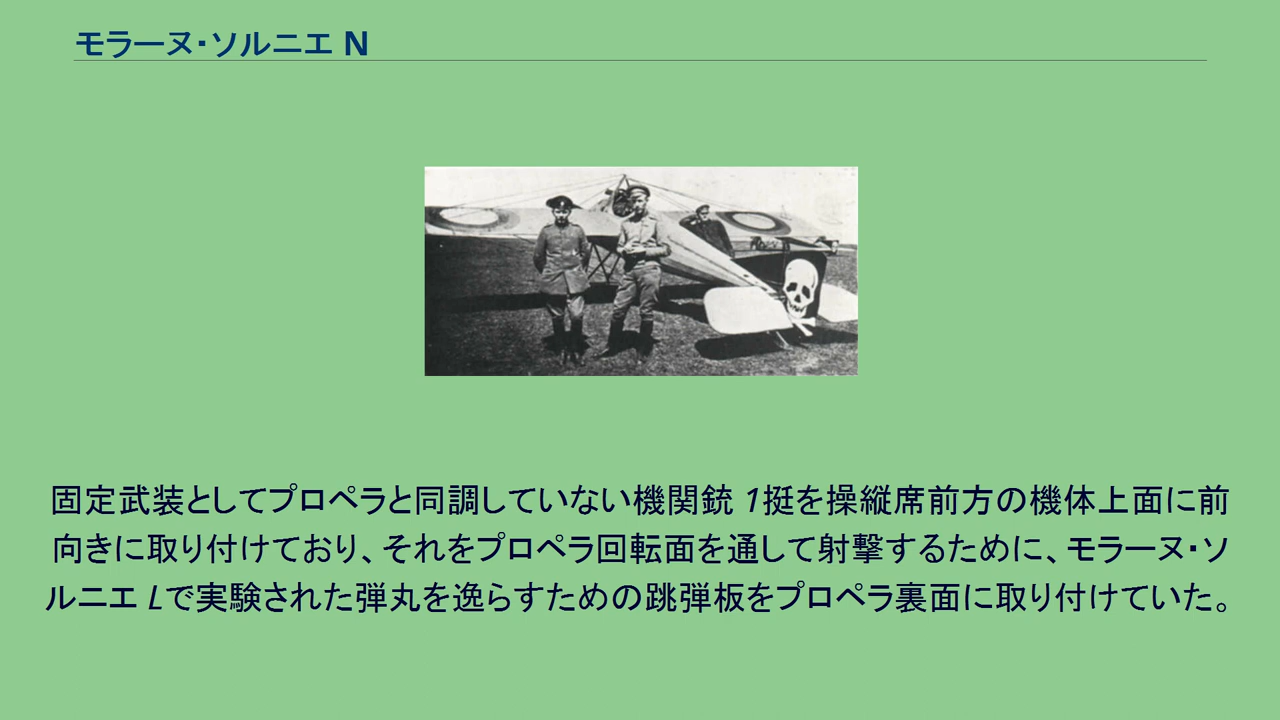 モラーヌ・ソルニエ N
固定武装としてプロペラと同調していない機関銃 1挺を操縦席前方の機体上面に前
向きに取り付けており、それをプロペラ回転面を通して射撃するために、モラーヌ・ソ
ルニエ Lで実験された弾丸を逸らすための跳弾板をプロペラ裏面に取り付けていた。